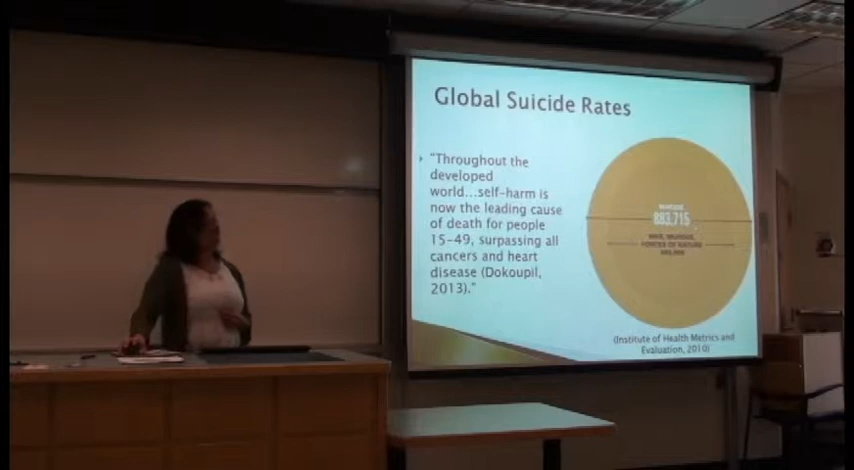 Global Suicide Rates
"Throughout the
developed
world...self-harm is
now the leading cause
of death for people
15-49, surpassing all
cancers and heart
disease (Dokoupil,
2013)."
SUICIDE
883,715
WAR, MURDER,
FORCES OF NATURE
(Institute of Health Metrics and
Evaluation, 2010)